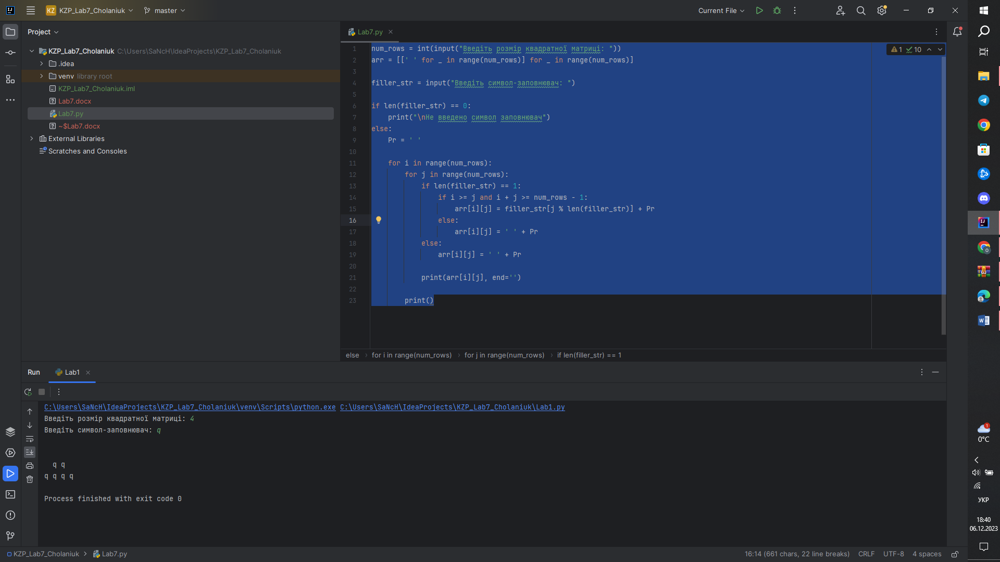 KZ KZP_Lab7_Cholaniuk master Current File
Project
KZP_Lab7_Cholaniuk C:\Users\SaNcH\IdeaProjects\KZP_Lab7_Cholaniuk
.idea
venv library root
KZP_Lab7_Cholaniuk.iml
Lab7.docx
Lab7.py
~$Lab7.docx
External Libraries
Scratches and Consoles
Lab7.py
1 10
1 num_rows = int(input("Введіть розмір квадратної матриці: "))
2 arr = [[' ' for _ in range(num_rows)] for _ in range(num_rows)]
3
4 filler_str = input("Введіть символ-заповнювач: ")
5
6 if len(filler_str) == 0:
7 print("\nНе введено символ заповнювач")
8 else:
9 Pr = ' '
10
11 for i in range(num_rows):
12 for j in range(num_rows):
13 if len(filler_str) == 1:
14 if i >= j and i + j >= num_rows - 1:
15 arr[i][j] = filler_str[j % len(filler_str)] + Pr
16 else:
17 arr[i][j] = ' ' + Pr
18 else:
19 arr[i][j] = ' ' + Pr
20
21 print(arr[i][j], end='')
22
23 print()
else › for i in range(num_rows) › for j in range(num_rows) › if len(filler_str) == 1
Run Lab1
C:\Users\SaNcH\IdeaProjects\KZP_Lab7_Cholaniuk\venv\Scripts\python.exe C:\Users\SaNcH\IdeaProjects\KZP_Lab7_Cholaniuk\Lab1.py
Введіть розмір квадратної матриці: 4
Введіть символ-заповнювач: q
q q
q q q q
Process finished with exit code 0
KZP_Lab7_Cholaniuk › Lab7.py
16:14 (661 chars, 22 line breaks) CRLF UTF-8 4 spaces
1
0°C
УКР
18:40
06.12.2023